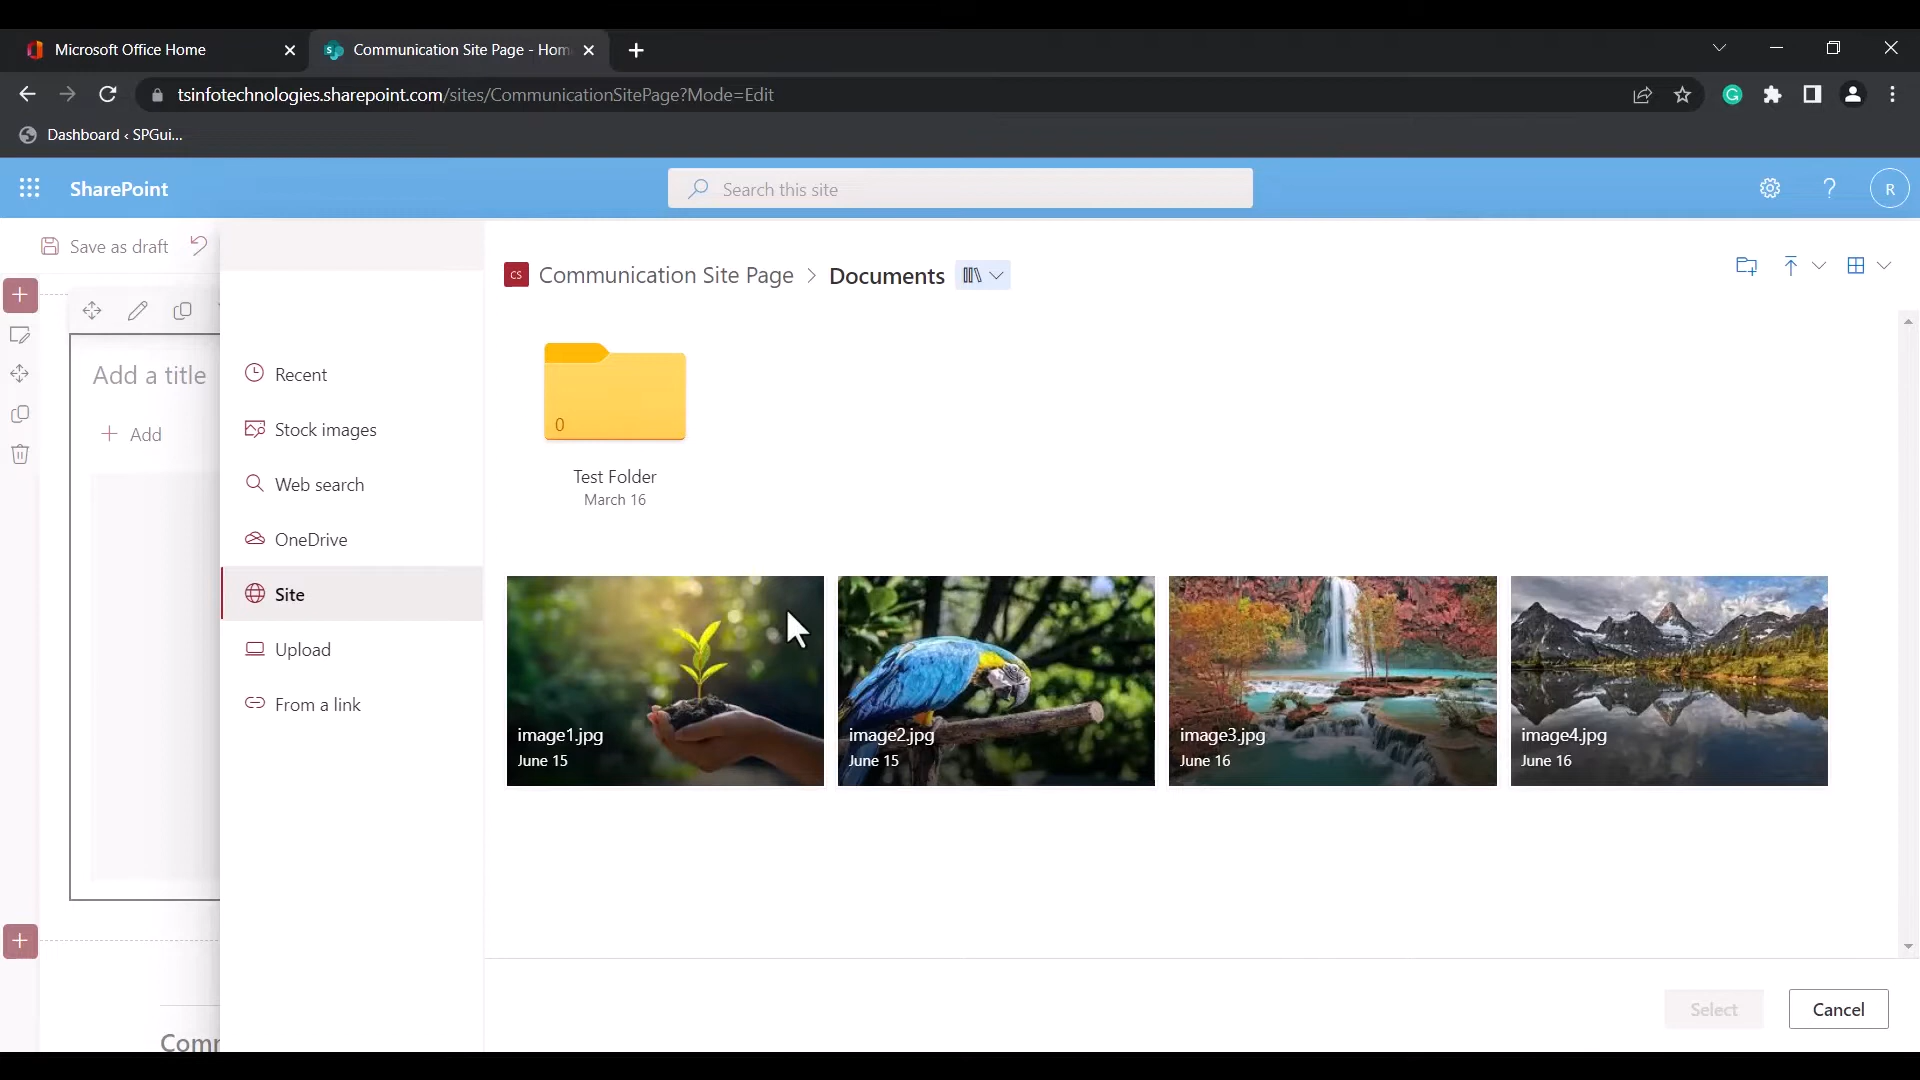 Microsoft Office Home
Communication Site Page - Hom
tsinfotechnologies.sharepoint.com/sites/CommunicationSitePage?Mode=Edit
Dashboard ‹ SPGui...
SharePoint
Search this site
R
Save as draft
CS
Communication Site Page > Documents
Add a title
Add
Recent
Stock images
Web search
OneDrive
Site
Upload
From a link
0
Test Folder
March 16
image1.jpg
June 15
image2.jpg
June 15
image3.jpg
June 16
image4.jpg
June 16
Select
Cancel
Comm